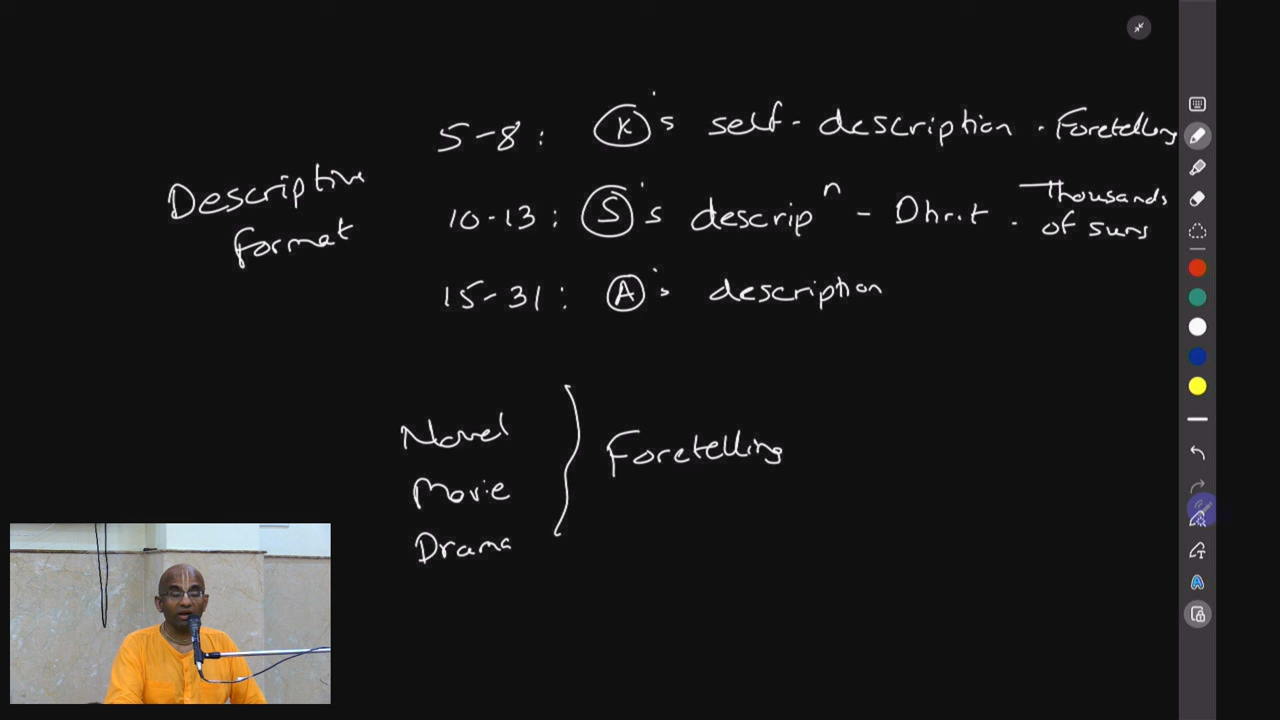 Descriptive
format
5-8: K's self-description. Foretelling
10-13: S's descripn - Dhrit. Thousands of suns
15-31: A's description
Novel
Movie
Drama
Foretelling